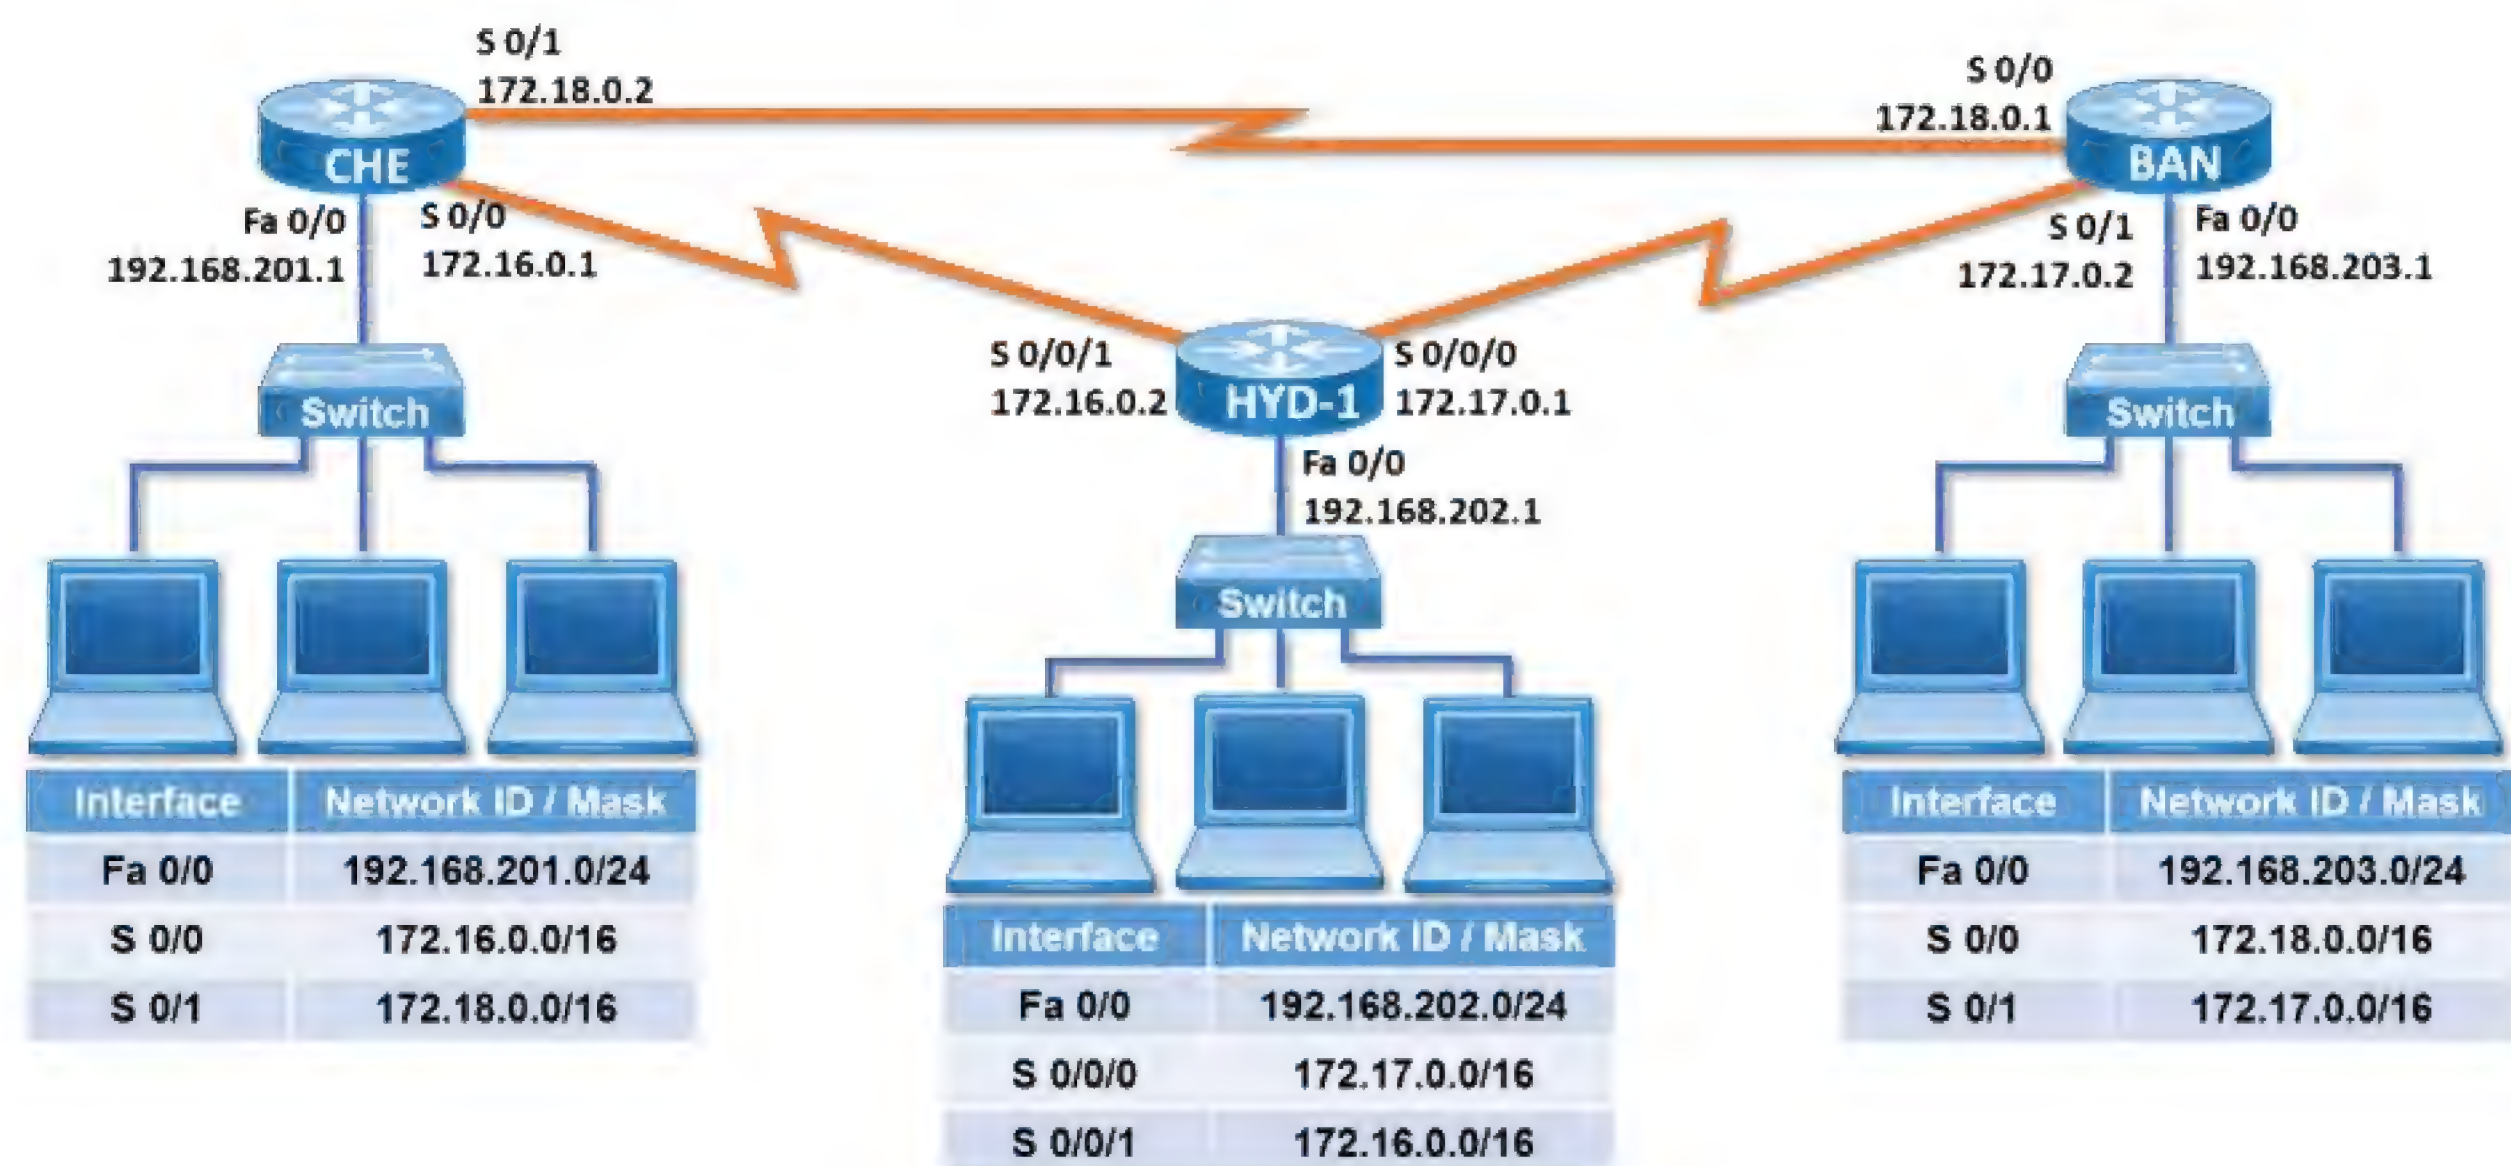 S 0/1
172.18.0.2
S 0/0
172.18.0.1
CHE
BAN
Fa 0/0
192.168.201.1
S 0/0
172.16.0.1
S 0/1
172.17.0.2
Fa 0/0
192.168.203.1
S 0/0/1
172.16.0.2
HYD-1
S 0/0/0
172.17.0.1
Switch
Switch
Fa 0/0
192.168.202.1
Switch
Interface Network ID / Mask
Fa 0/0 192.168.201.0/24
S 0/0 172.16.0.0/16
S 0/1 172.18.0.0/16
Interface Network ID / Mask
Fa 0/0 192.168.202.0/24
S 0/0/0 172.17.0.0/16
S 0/0/1 172.16.0.0/16
Interface Network ID / Mask
Fa 0/0 192.168.203.0/24
S 0/0 172.18.0.0/16
S 0/1 172.17.0.0/16